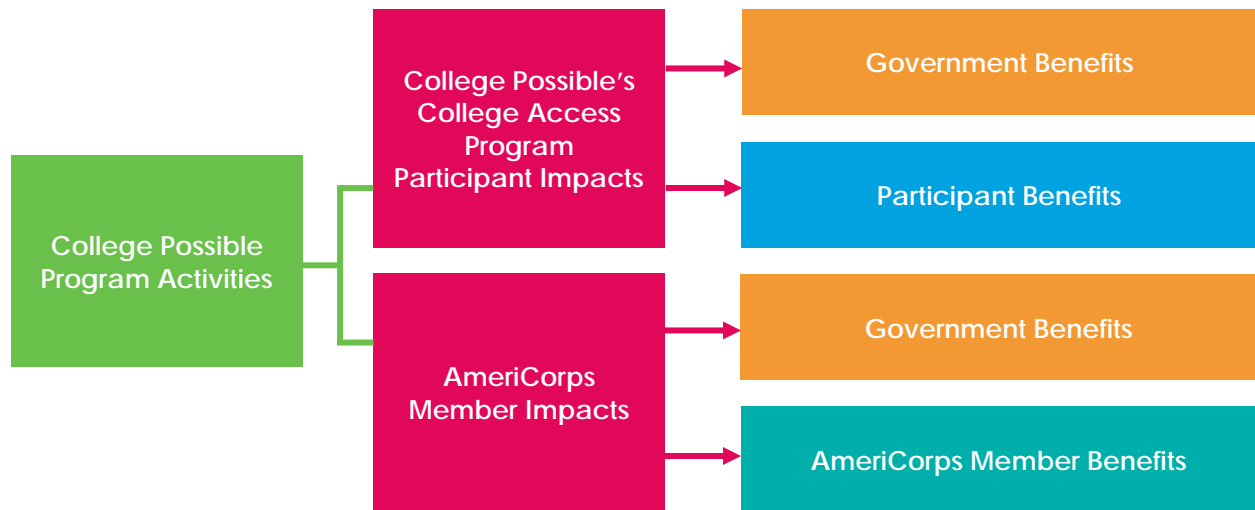 College Possible
Program Activities
College Possible’s
College Access
Program
Participant Impacts
AmeriCorps
Member Impacts
Government Benefits
Participant Benefits
Government Benefits
AmeriCorps Member Benefits